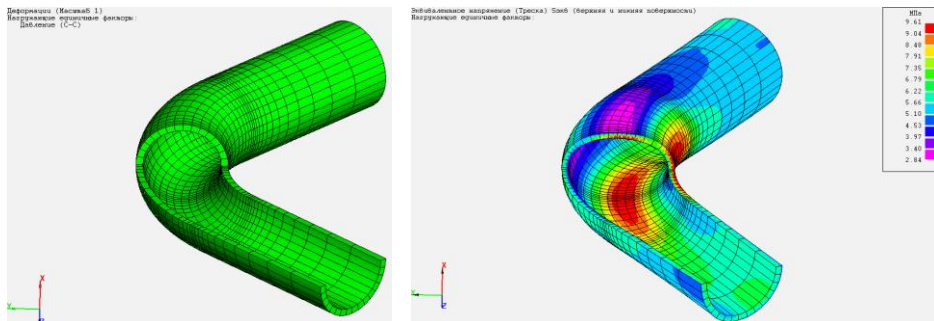 Деформации (Масштаб 1)
Нагружающие единичные факторы:
Давление (С-С)
X
Y
Эквивалентное напряжение (Треска) Sэкв (верхняя и нижняя поверхности)
Нагружающие единичные факторы:
X
Y
Z
МПа
9.61
9.04
8.48
7.91
7.35
6.79
6.22
5.66
5.10
4.53
3.97
3.40
2.84